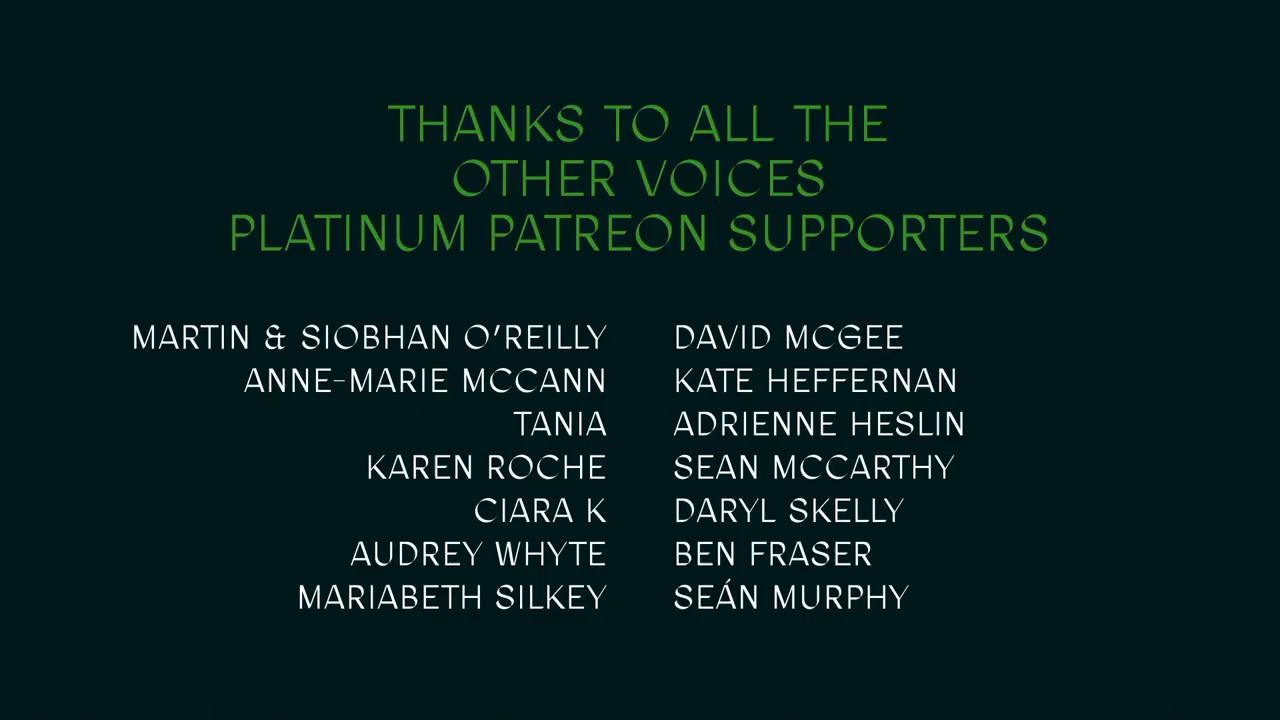 THANKS TO ALL THE
OTHER VOICES
PLATINUM PATREON SUPPORTERS
MARTIN & SIOBHAN O'REILLY
ANNE-MARIE MCCANN
TANIA
KAREN ROCHE
CIARA K
AUDREY WHYTE
MARIABETH SILKEY
DAVID MCGEE
KATE HEFFERNAN
ADRIENNE HESLIN
SEAN MCCARTHY
DARYL SKELLY
BEN FRASER
SEÁN MURPHY